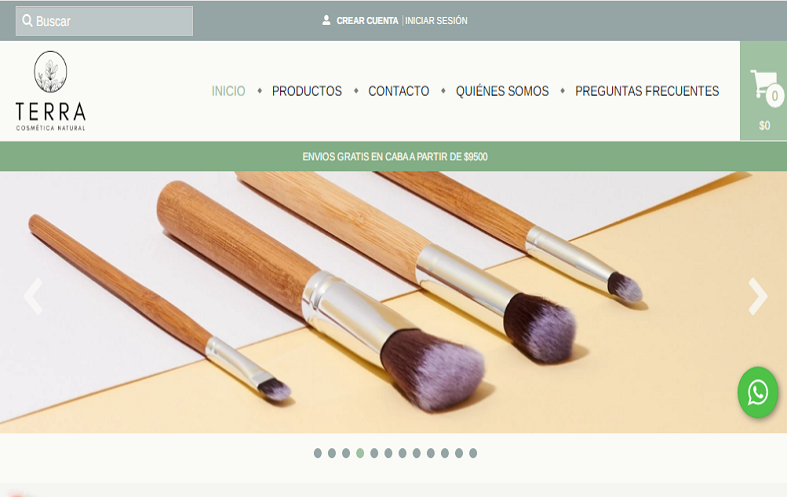 Buscar
CREAR CUENTA | INICIAR SESIÓN
TERRA
COSMÉTICA NATURAL
INICIO • PRODUCTOS • CONTACTO • QUIÉNES SOMOS • PREGUNTAS FRECUENTES
0
$0
ENVIOS GRATIS EN CABA A PARTIR DE $9500